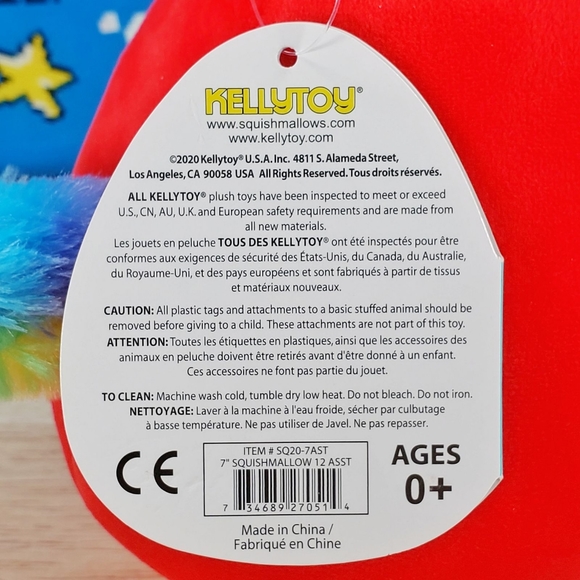 KELLYTOY®
www.squishmallows.com
www.kellytoy.com
©2020 Kellytoy® U.S.A. Inc. 4811 S. Alameda Street,
Los Angeles, CA 90058 USA All Rights Reserved. Tous droits réservés.
ALL KELLYTOY® plush toys have been inspected to meet or exceed
U.S., CN, AU, U.K. and European safety requirements and are made from
all new materials.
Les jouets en peluche TOUS DES KELLYTOY® ont été inspectés pour être
conformes aux exigences de sécurité des États-Unis, du Canada, du Australie,
du Royaume-Uni, et des pays européens et sont fabriqués à partir de tissus
et matériaux nouveaux.
CAUTION: All plastic tags and attachments to a basic stuffed animal should be
removed before giving to a child. These attachments are not part of this toy.
ATTENTION: Toutes les étiquettes en plastiques, ainsi que les accessoires des
animaux en peluche doivent être retirés avant d'être donné à un enfant.
Ces accessoires ne font pas partie du jouet.
TO CLEAN: Machine wash cold, tumble dry low heat. Do not bleach. Do not iron.
NETTOYAGE: Laver à la machine à l'eau froide, sécher par culbutage
à basse température. Ne pas utiliser de Javel. Ne pas repasser.
CE
ITEM # SQ20-7AST
7" SQUISHMALLOW 12 ASST
7 34689 27051 4
AGES
0+
Made in China /
Fabriqué en Chine